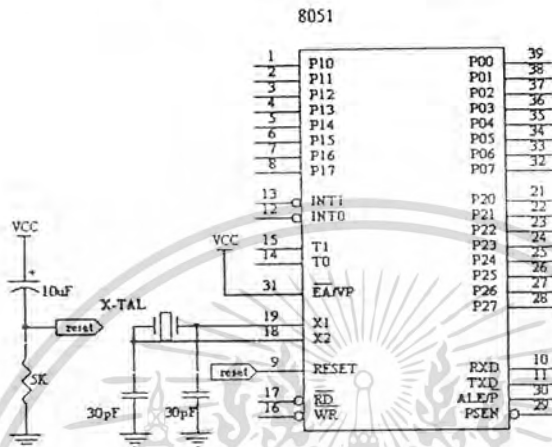 8051
1 P10 P00 39
2 P11 P01 38
3 P12 P02 37
4 P13 P03 36
5 P14 P04 35
6 P15 P05 34
7 P16 P06 33
8 P17 P07 32
13 INT1 P20 21
12 INT0 P21 22
P22 23
15 T1 P23 24
14 T0 P24 25
P25 26
31 EA/VP P26 27
P27 28
19 X1
18 X2
9 RESET RXD 10
TXD 11
17 RD ALE/P 30
16 WR PSEN 29
VCC
10uF
reset
5K
VCC
X-TAL
30pF 30pF
reset